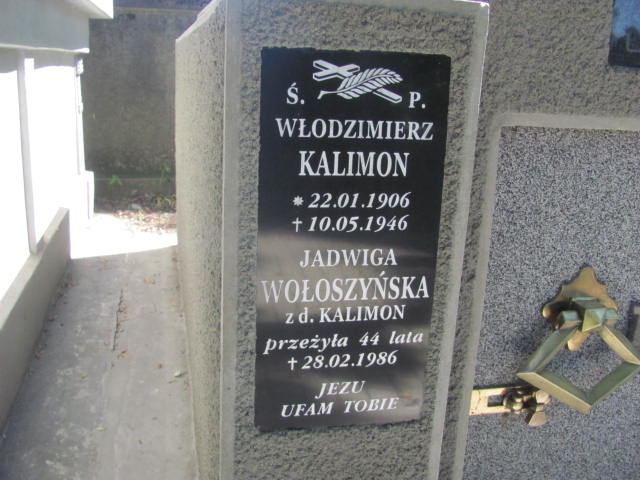 Ś. P.
WŁODZIMIERZ
KALIMON
* 22.01.1906
† 10.05.1946
JADWIGA
WOŁOSZYŃSKA
z d. KALIMON
przeżyła 44 lata
† 28.02.1986
JEZU
UFAM TOBIE